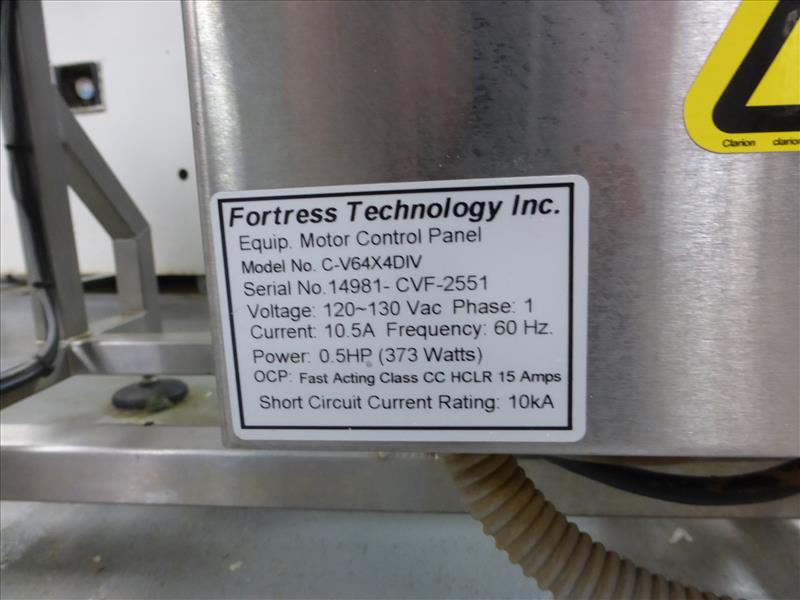 Clarion clarion
Fortress Technology Inc.
Equip. Motor Control Panel
Model No. C-V64X4DIV
Serial No.14981- CVF-2551
Voltage: 120~130 Vac Phase: 1
Current: 10.5A Frequency: 60 Hz.
Power: 0.5HP (373 Watts)
OCP: Fast Acting Class CC HCLR 15 Amps
Short Circuit Current Rating: 10kA